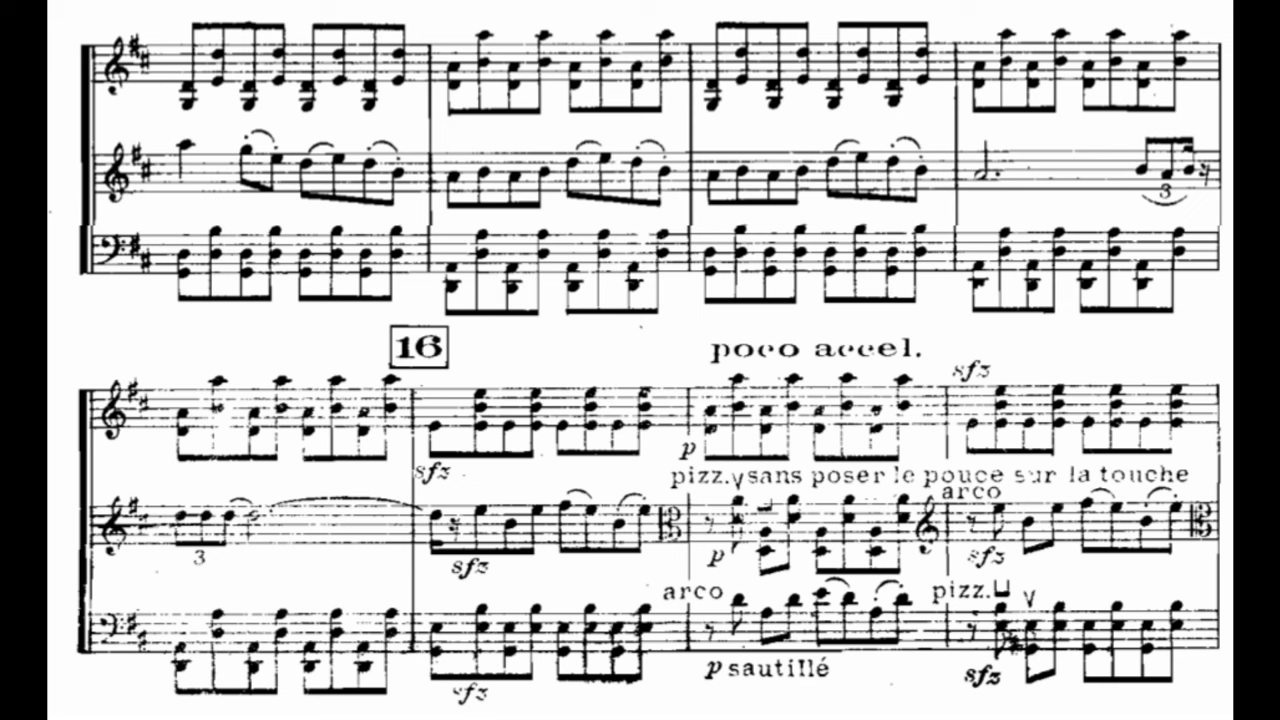 3
16
poco accel.
sfz
sfz
p
pizz. sans poser le pouce sur la touche
arco
3
sfz
p
sfz
arco
pizz.
p sautillé
sfz
sfz